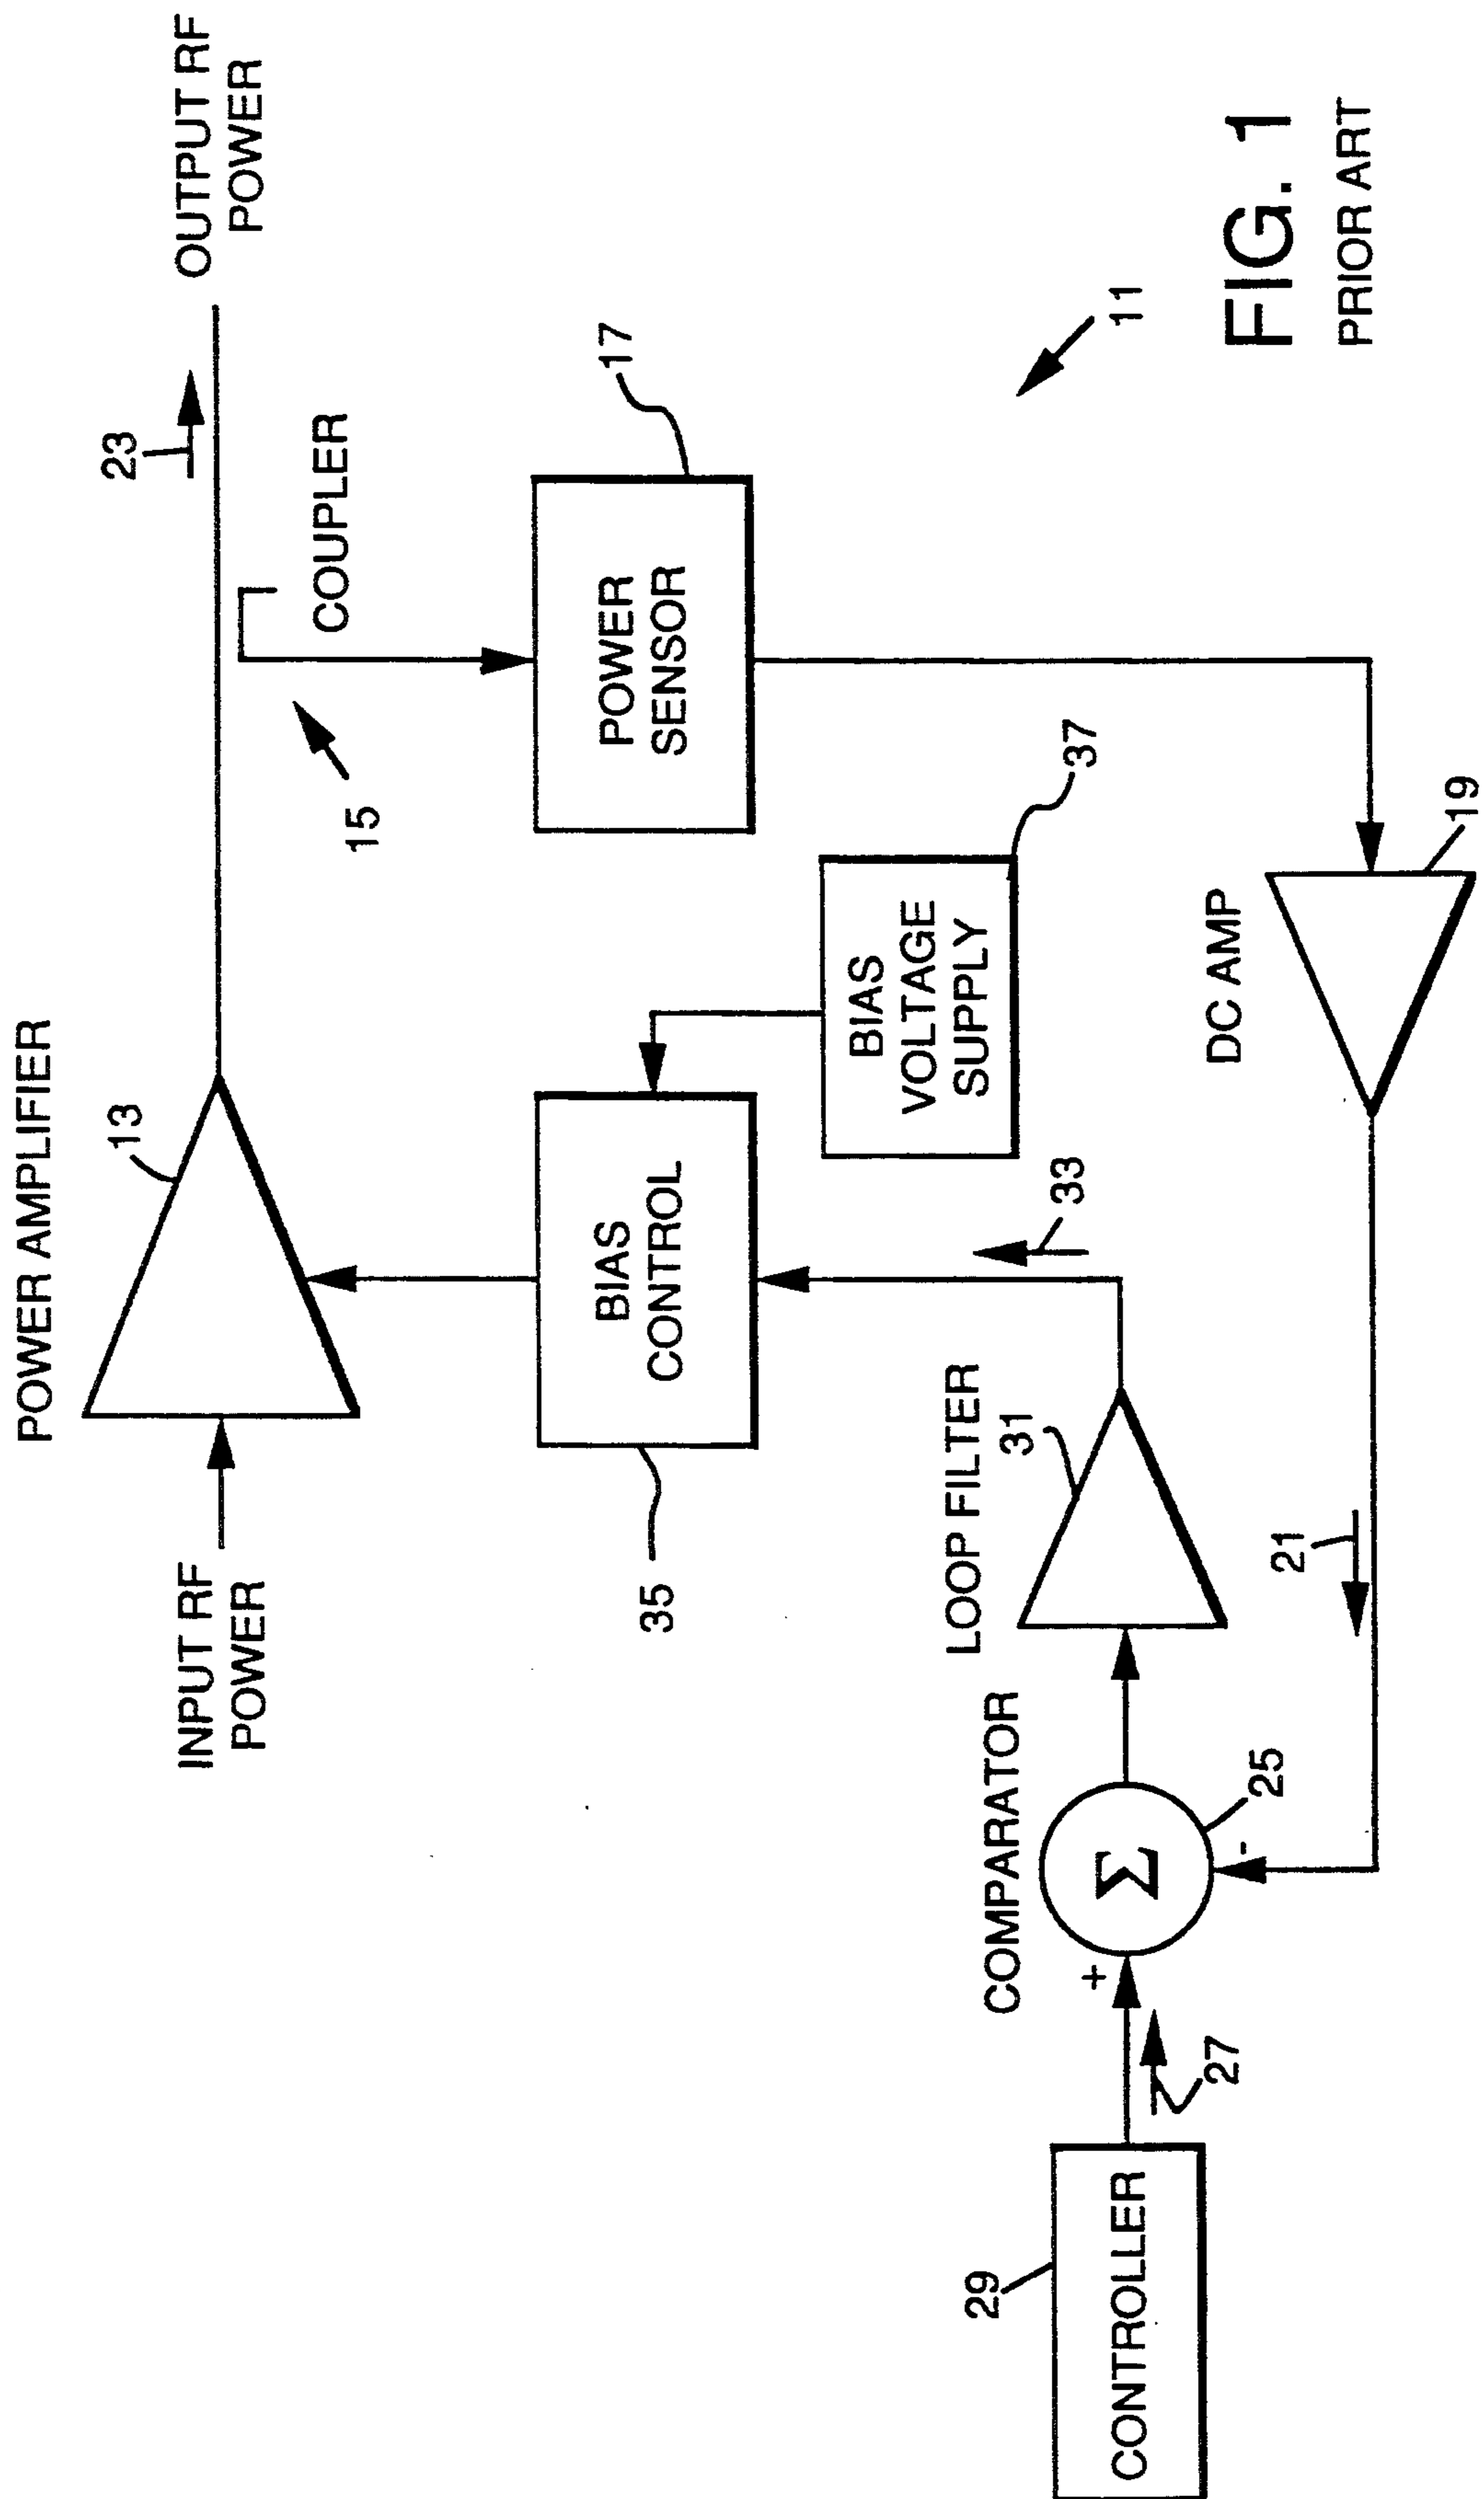 POWER AMPLIFIER
13
INPUT RF
POWER
23
OUTPUT RF
POWER
15
COUPLER
35
BIAS
CONTROL
POWER
SENSOR
17
BIAS
VOLTAGE
SUPPLY
37
33
LOOP FILTER
31
COMPARATOR
29
CONTROLLER
+
Σ
-
27
25
21
DC AMP
19
11
FIG. 1
PRIOR ART